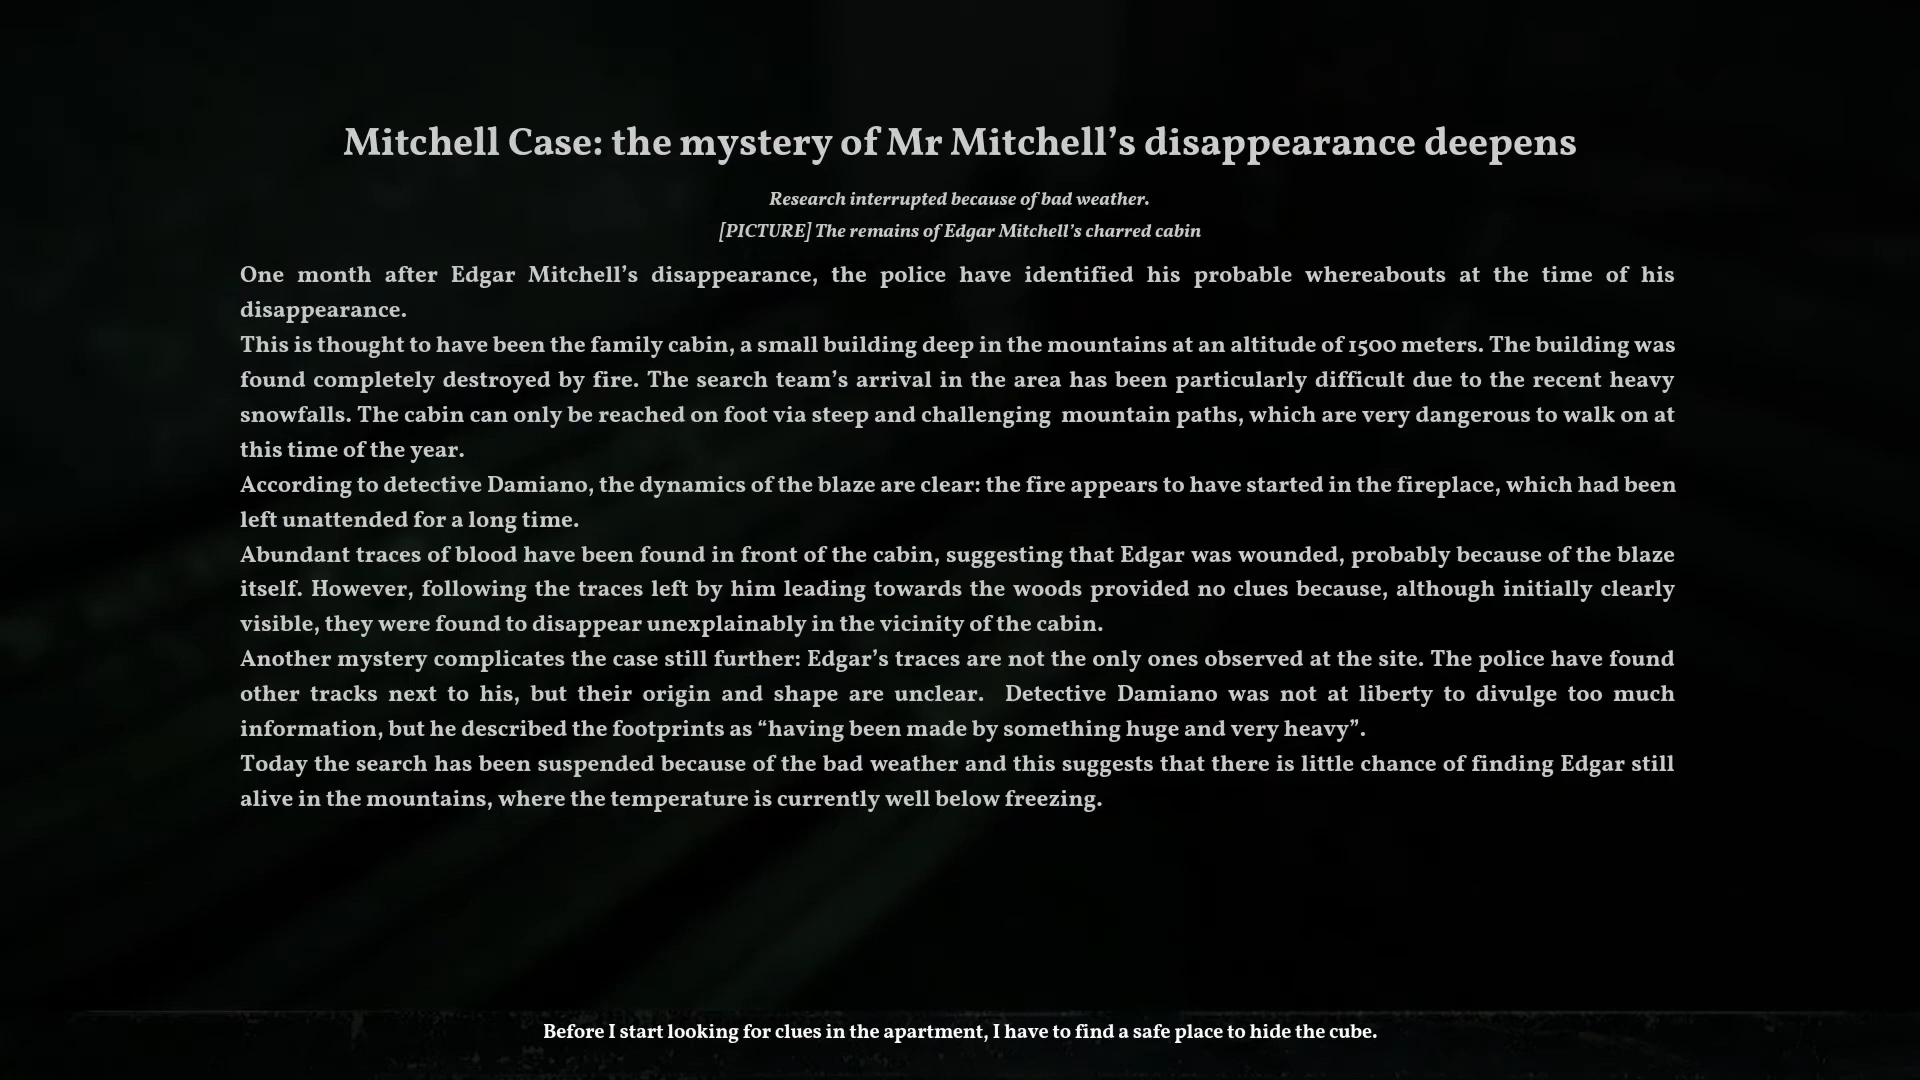 Mitchell Case: the mystery of Mr Mitchell’s disappearance deepens
Research interrupted because of bad weather.
[PICTURE] The remains of Edgar Mitchell’s charred cabin
One month after Edgar Mitchell’s disappearance, the police have identified his probable whereabouts at the time of his
disappearance.
This is thought to have been the family cabin, a small building deep in the mountains at an altitude of 1500 meters. The building was
found completely destroyed by fire. The search team’s arrival in the area has been particularly difficult due to the recent heavy
snowfalls. The cabin can only be reached on foot via steep and challenging  mountain paths, which are very dangerous to walk on at
this time of the year.
According to detective Damiano, the dynamics of the blaze are clear: the fire appears to have started in the fireplace, which had been
left unattended for a long time.
Abundant traces of blood have been found in front of the cabin, suggesting that Edgar was wounded, probably because of the blaze
itself. However, following the traces left by him leading towards the woods provided no clues because, although initially clearly
visible, they were found to disappear unexplainably in the vicinity of the cabin.
Another mystery complicates the case still further: Edgar’s traces are not the only ones observed at the site. The police have found
other tracks next to his, but their origin and shape are unclear.  Detective Damiano was not at liberty to divulge too much
information, but he described the footprints as “having been made by something huge and very heavy”.
Today the search has been suspended because of the bad weather and this suggests that there is little chance of finding Edgar still
alive in the mountains, where the temperature is currently well below freezing.
Before I start looking for clues in the apartment, I have to find a safe place to hide the cube.